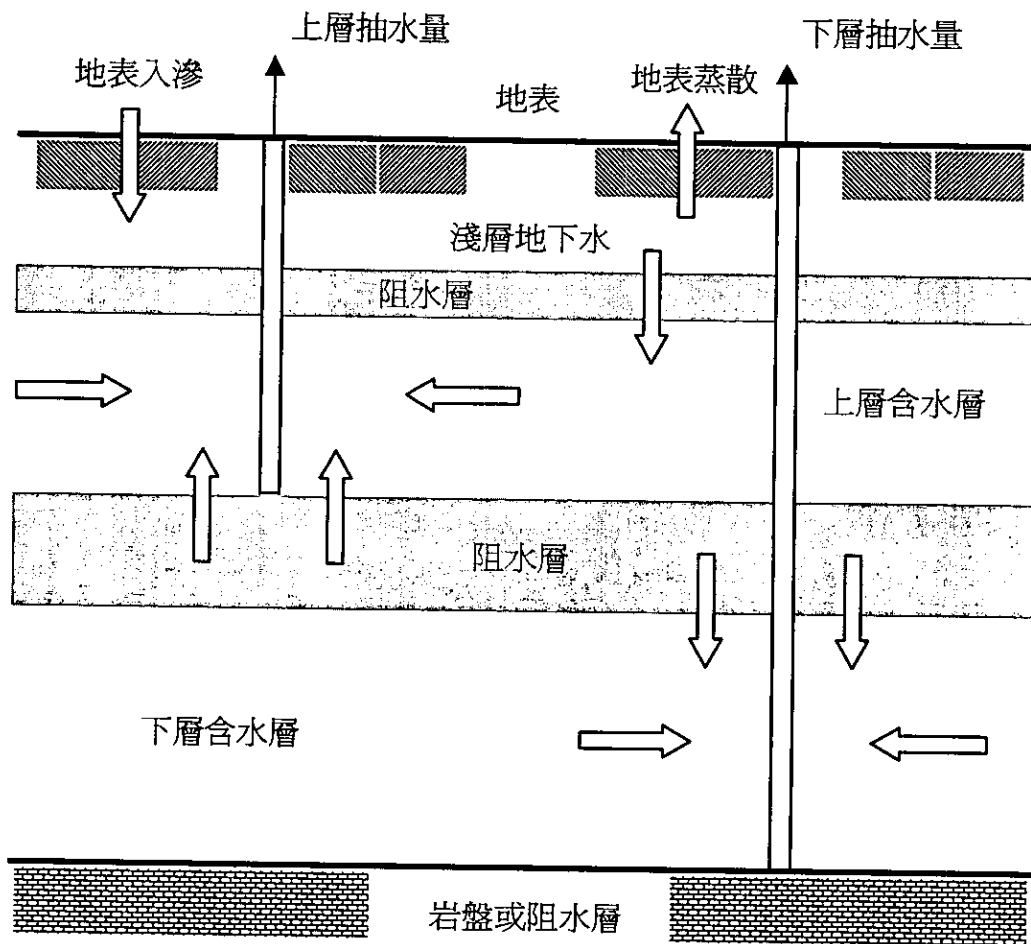 上層抽水量
下層抽水量
地表入滲
地表
地表蒸散
淺層地下水
阻水層
上層含水層
阻水層
下層含水層
岩盤或阻水層